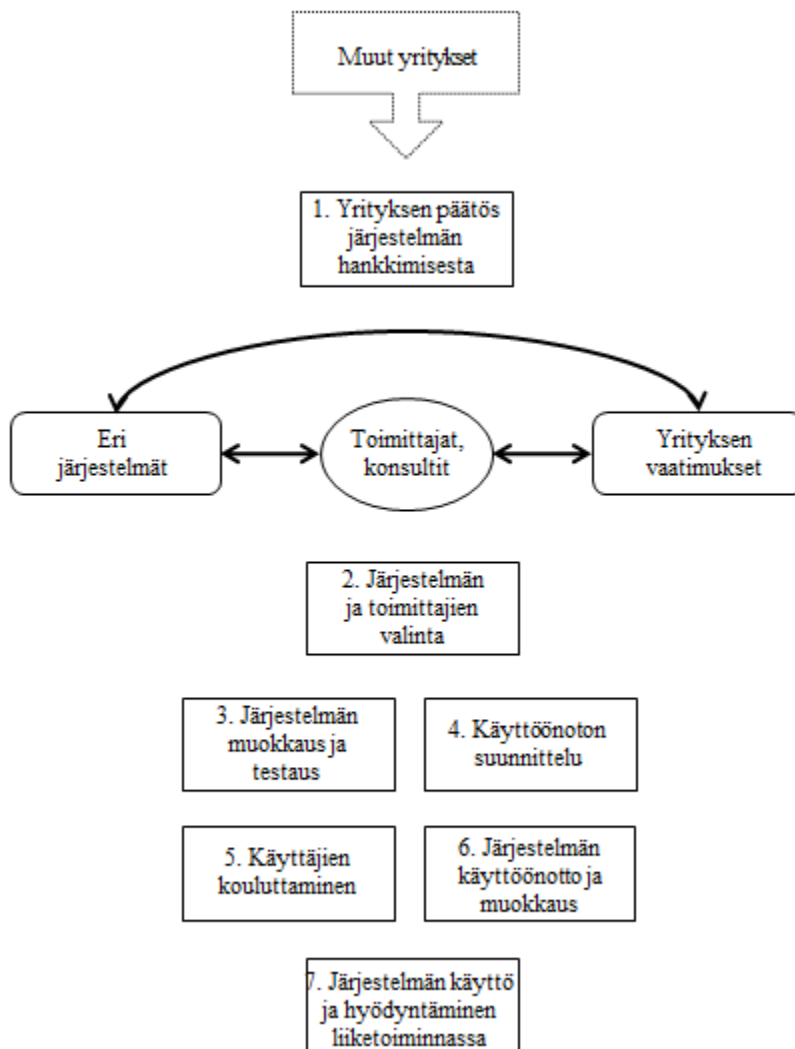 Muut yritykset
1. Yrityksen päätös
järjestelmän
hankkimisesta
Eri
järjestelmät
Toimittajat,
konsultit
Yrityksen
vaatimukset
2. Järjestelmän
ja toimittajien
valinta
3. Järjestelmän
muokkaus ja
testaus
4. Käyttöönoton
suunnittelu
5. Käyttäjien
kouluttaminen
6. Järjestelmän
käyttöönotto ja
muokkaus
7. Järjestelmän käyttö
ja hyödyntäminen
liiketoiminnassa